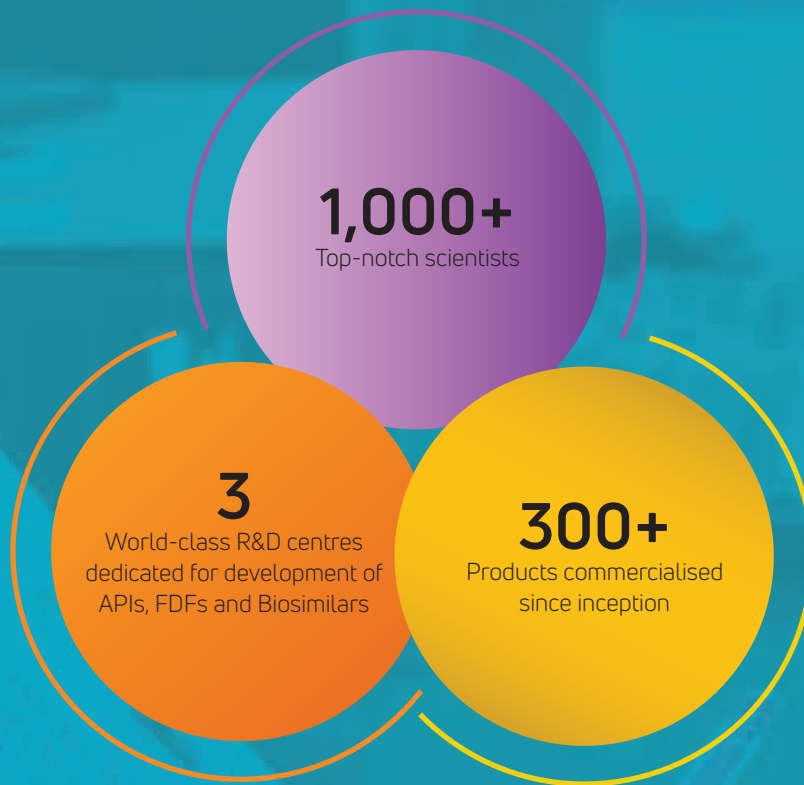 1,000+
Top-notch scientists
3
World-class R&D centres
dedicated for development of
APIs, FDFs and Biosimilars
300+
Products commercialised
since inception